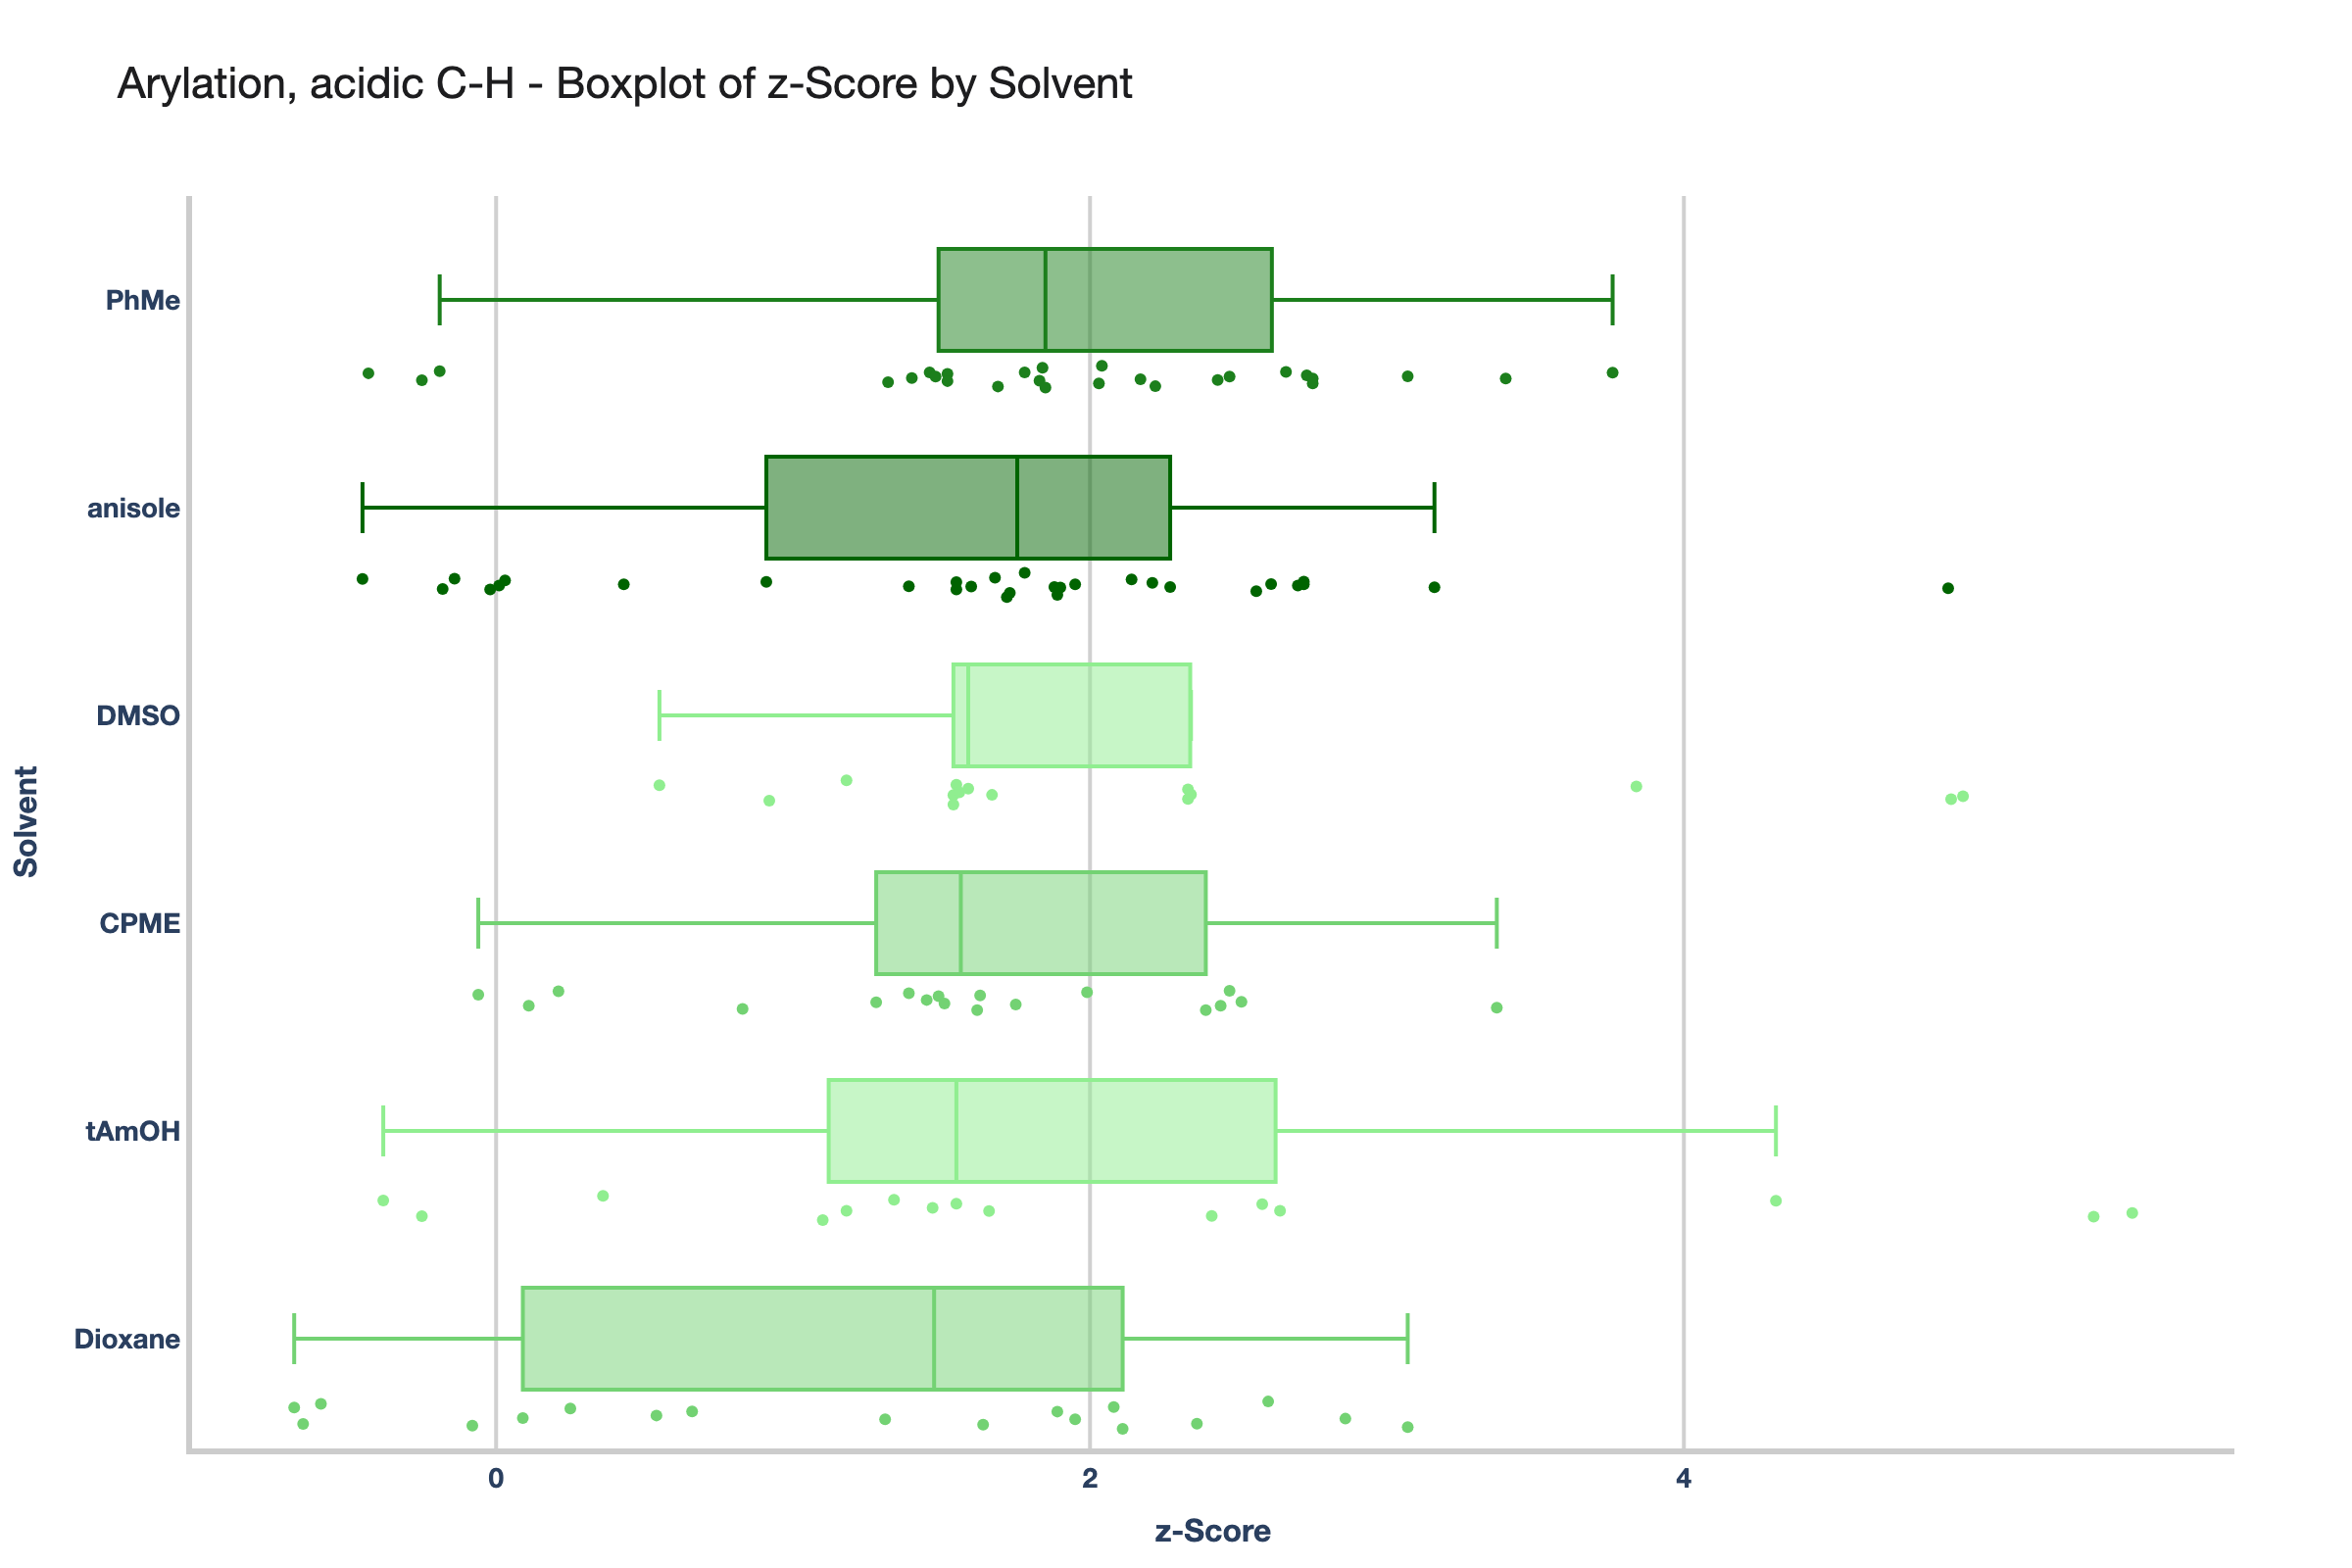 Arylation, acidic C-H - Boxplot of z-Score by Solvent
PhMe
anisole
DMSO
CPME
tAmOH
Dioxane
Solvent
0 2 4
z-Score